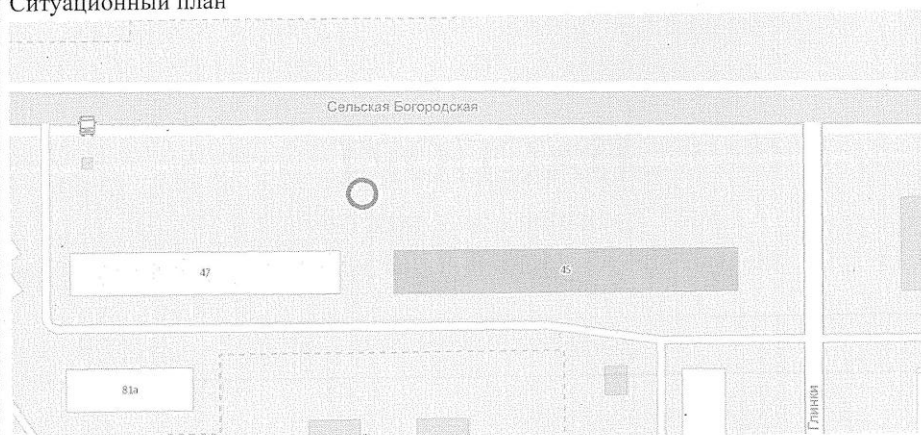 Ситуационный план
Сельская Богородская
47
45
81а
Глинки